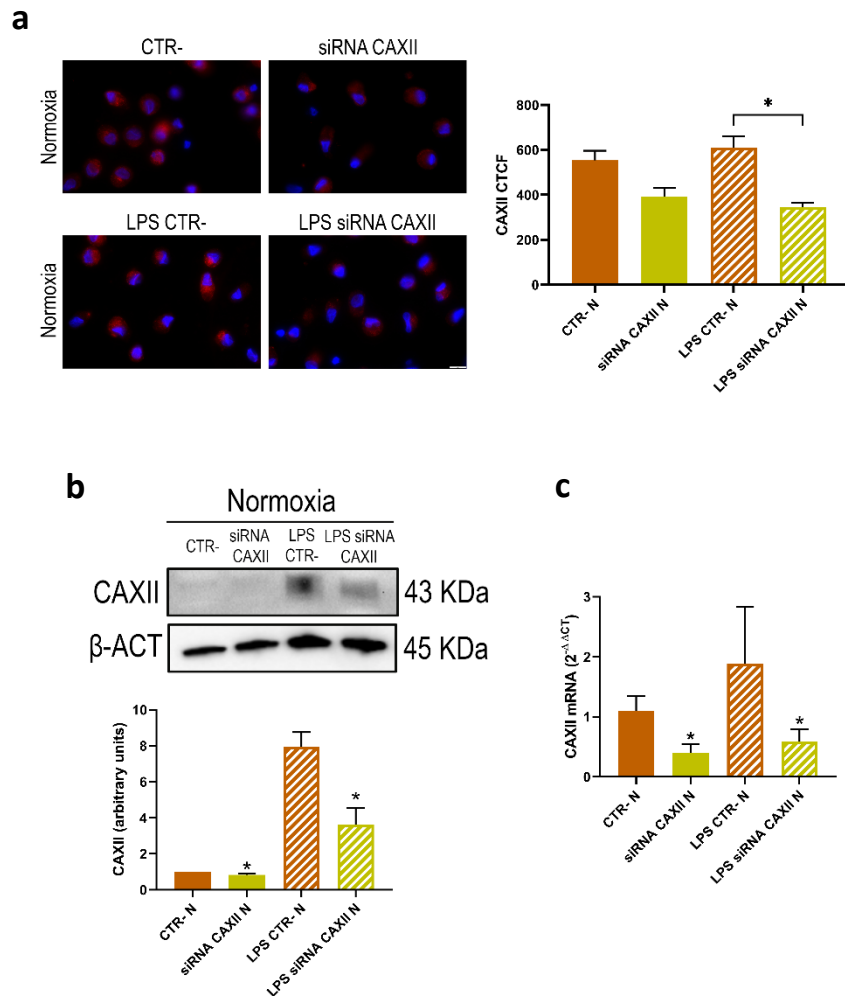 a
CTR-
siRNA CAXII
Normoxia
LPS CTR-
LPS siRNA CAXII
Normoxia
CAXII CTCF
800
600
400
200
0
*
CTR- N
siRNA CAXII N
LPS CTR- N
LPS siRNA CAXII N
b
Normoxia
CTR-
siRNA
CAXII
LPS
CTR-
LPS siRNA
CAXII
CAXII
43 KDa
β-ACT
45 KDa
CAXII (arbitrary units)
10
8
6
4
2
0
*
*
CTR- N
siRNA CAXII N
LPS CTR- N
LPS siRNA CAXII N
c
CAXII mRNA (2^-Δ ΔCT)
3
2
1
0
*
*
CTR- N
siRNA CAXII N
LPS CTR- N
LPS siRNA CAXII N